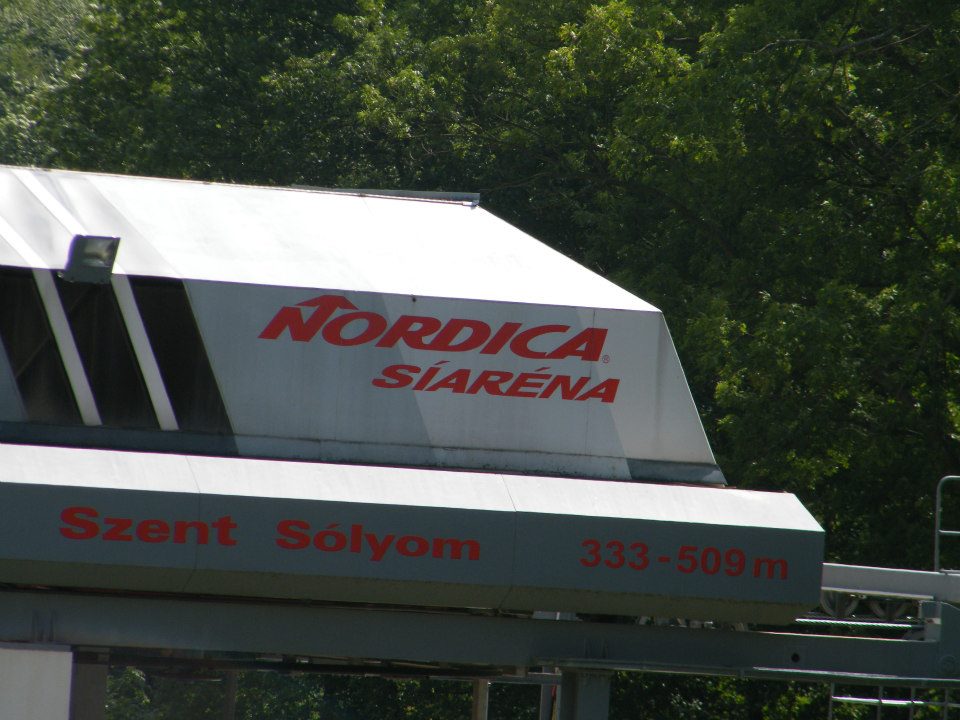 NORDICA®
SÍARÉNA
Szent Sólyom 333-509 m